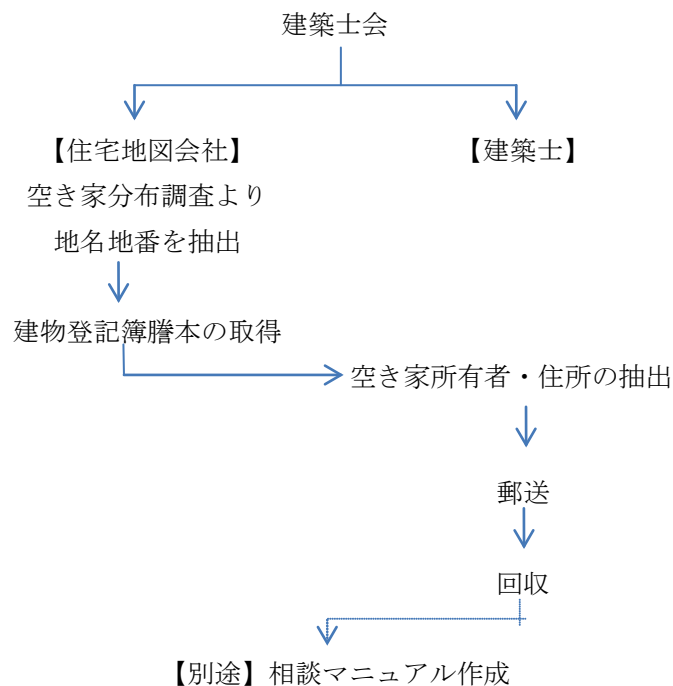 建築士会
【住宅地図会社】
【建築士】
空き家分布調査より
地名地番を抽出
建物登記簿謄本の取得
空き家所有者・住所の抽出
郵送
回収
【別途】相談マニュアル作成